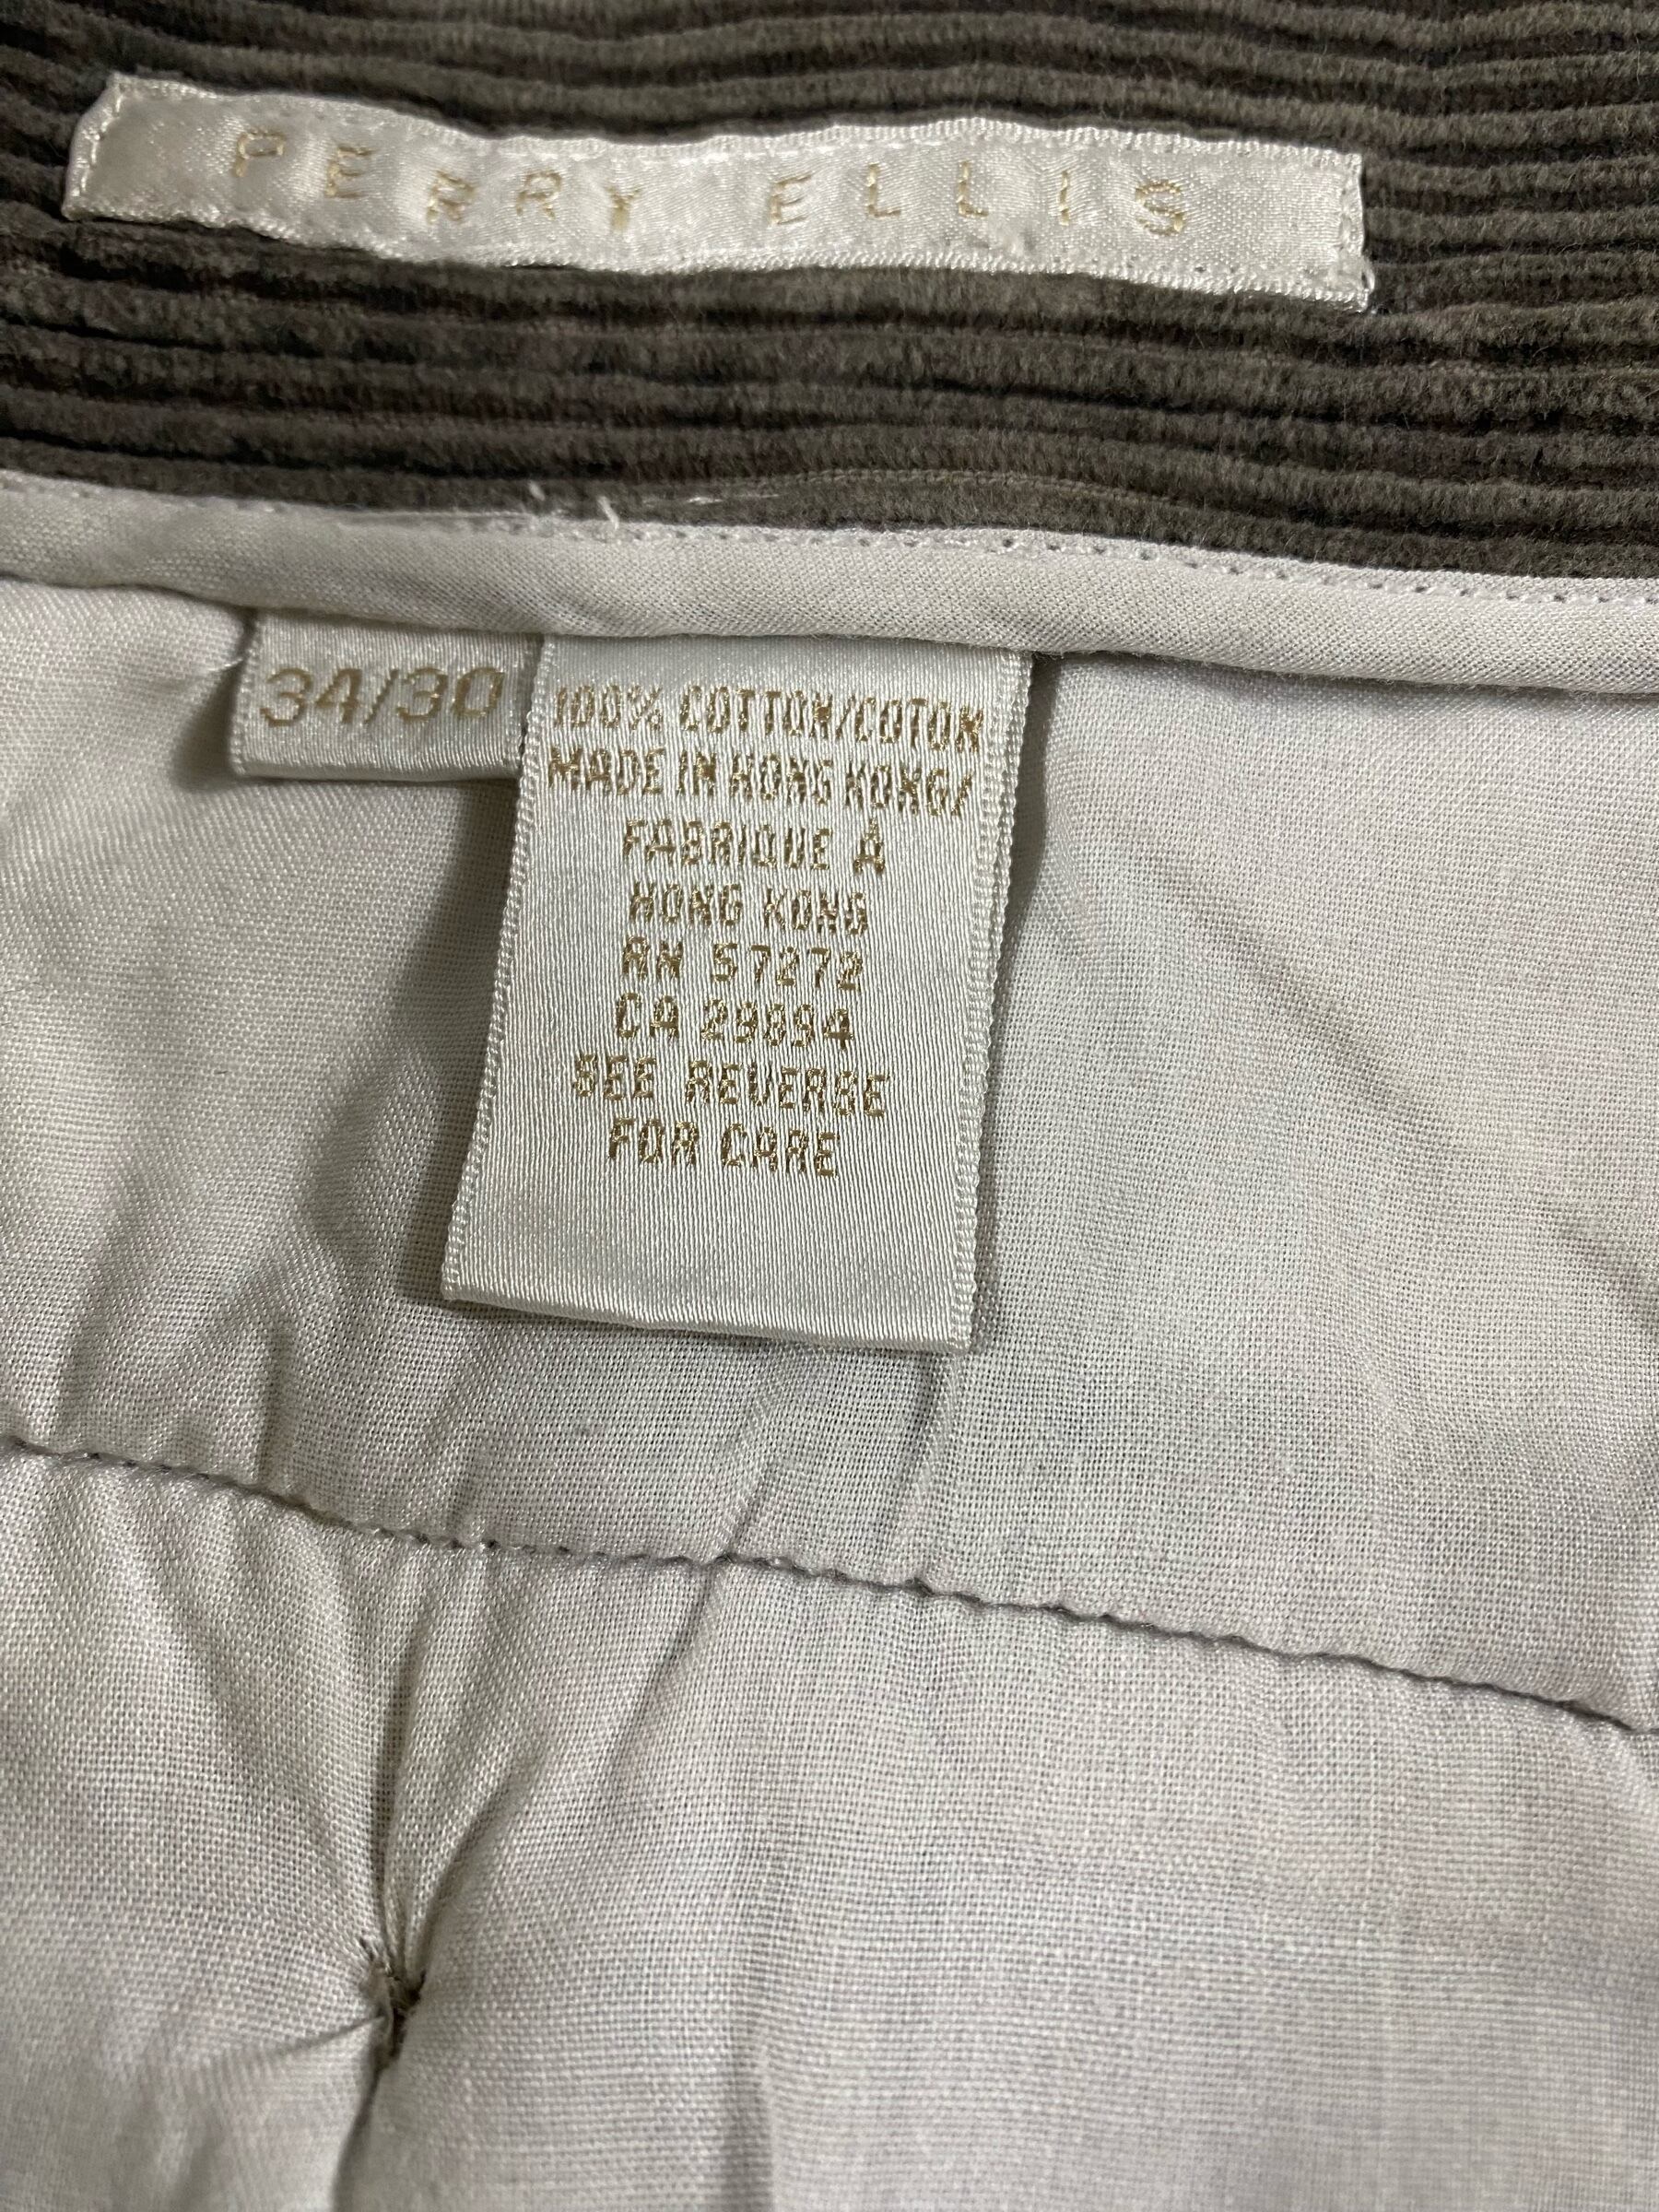 PERRY ELLIS
34/30
100% COTTON/COTON
MADE IN HONG KONG/
FABRIQUE À
HONG KONG
RN 57272
CA 29894
SEE REVERSE
FOR CARE